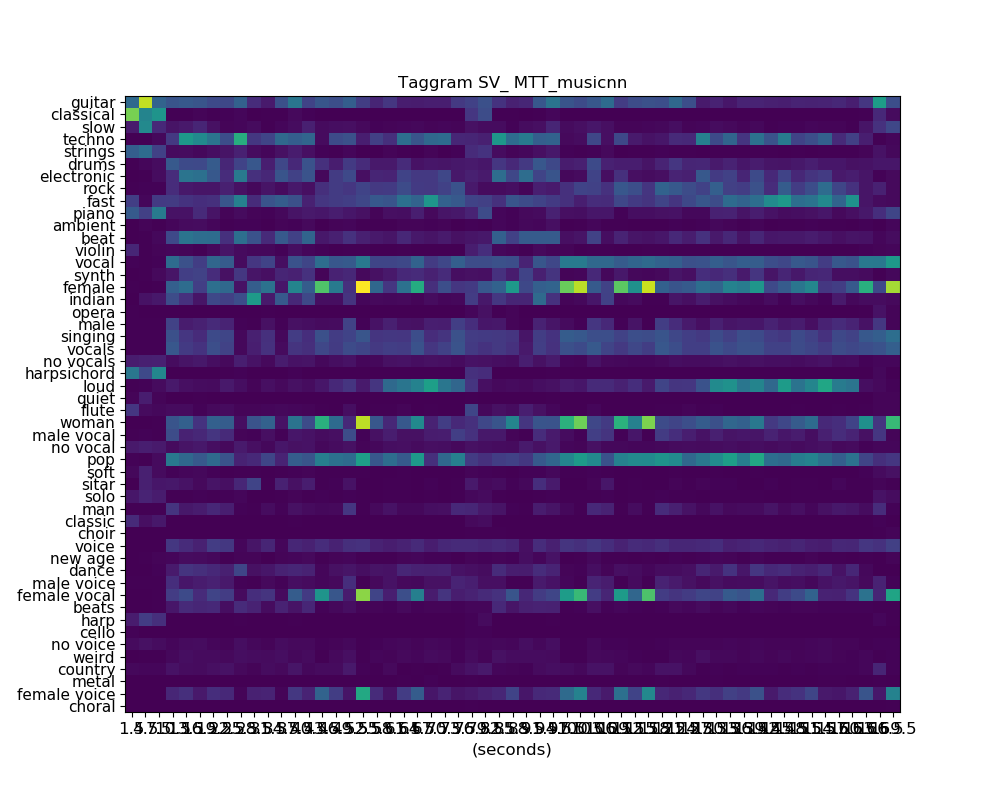 Taggram SV_ MTT_musicnn
guitar
classical
slow
techno
strings
drums
electronic
rock
fast
piano
ambient
beat
violin
vocal
synth
female
indian
opera
male
singing
vocals
no vocals
harpsichord
loud
quiet
flute
woman
male vocal
no vocal
pop
soft
sitar
solo
man
classic
choir
voice
new age
dance
male voice
female vocal
beats
harp
cello
no voice
weird
country
metal
female voice
choral
(seconds)